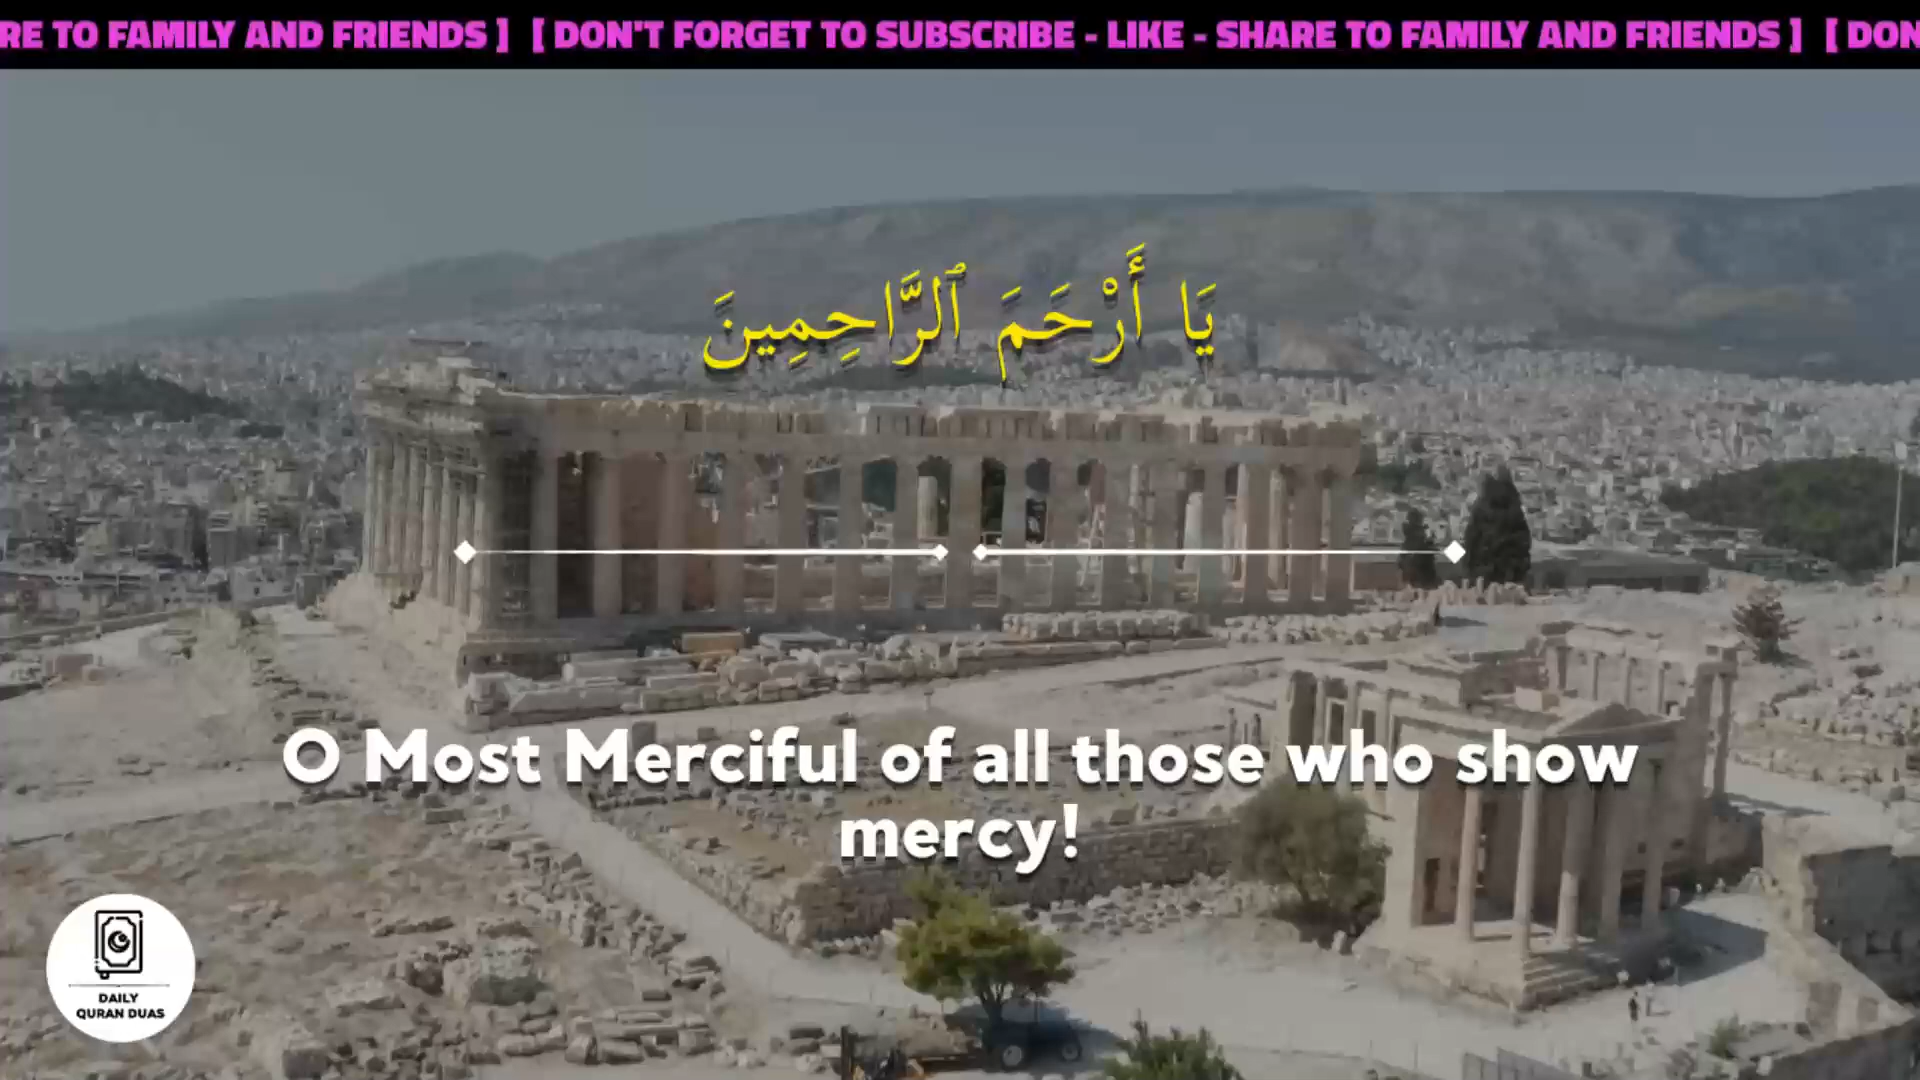 RE TO FAMILY AND FRIENDS ] [ DON'T FORGET TO SUBSCRIBE - LIKE - SHARE TO FAMILY AND FRIENDS ] [ DON
يَا أَرْحَمَ ٱلرَّاحِمِينَ
O Most Merciful of all those who show
mercy!
DAILY
QURAN DUAS